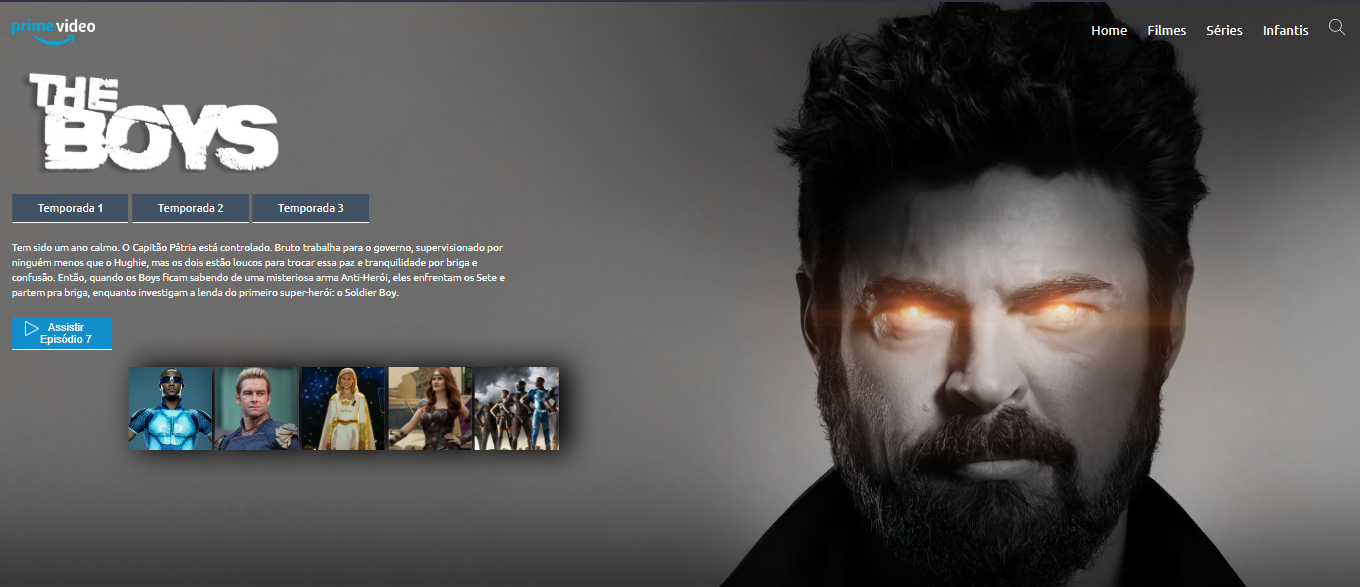 prime video
Home Filmes Séries Infantis
THE
BOYS
Temporada 1 Temporada 2 Temporada 3
Tem sido um ano calmo. O Capitão Pátria está controlado. Bruto trabalha para o governo, supervisionado por
ninguém menos que o Hughie, mas os dois estão loucos para trocar essa paz e tranquilidade por briga e
confusão. Então, quando os Boys ficam sabendo de uma misteriosa arma Anti-Herói, eles enfrentam os Sete e
partem pra briga, enquanto investigam a lenda do primeiro super-herói: o Soldier Boy.
Assistir
Episódio 7